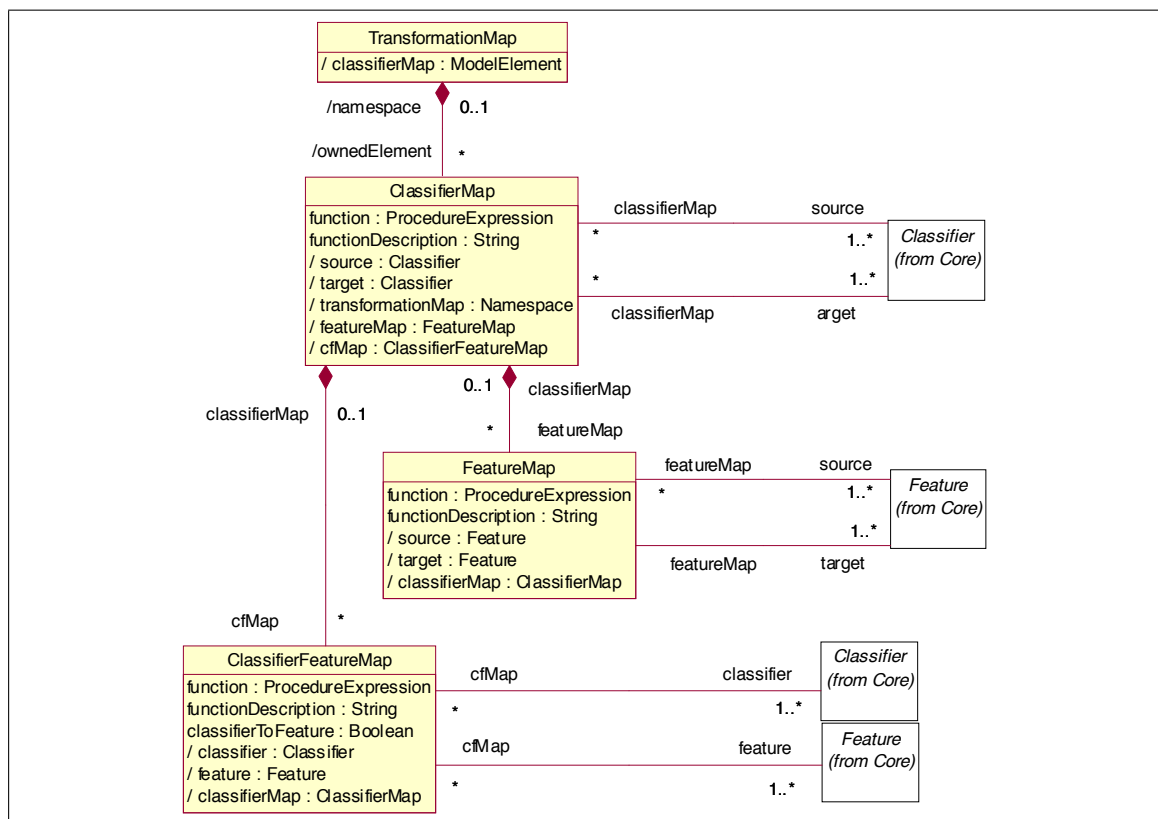 TransformationMap
/ classifierMap : ModelElement
/namespace
0..1
/ownedElement
*
ClassifierMap
function : ProcedureExpression
functionDescription : String
/ source : Classifier
/ target : Classifier
/ transformationMap : Namespace
/ featureMap : FeatureMap
/ cfMap : ClassifierFeatureMap
classifierMap
source
*
1..*
Classifier
(from Core)
*
1..*
classifierMap
arget
classifierMap
0..1
0..1
classifierMap
*
featureMap
FeatureMap
function : ProcedureExpression
functionDescription : String
/ source : Feature
/ target : Feature
/ classifierMap : ClassifierMap
featureMap
source
*
1..*
Feature
(from Core)
1..*
featureMap
target
cfMap
*
ClassifierFeatureMap
function : ProcedureExpression
functionDescription : String
classifierToFeature : Boolean
/ classifier : Classifier
/ feature : Feature
/ classifierMap : ClassifierMap
cfMap
classifier
*
1..*
Classifier
(from Core)
cfMap
feature
*
1..*
Feature
(from Core)